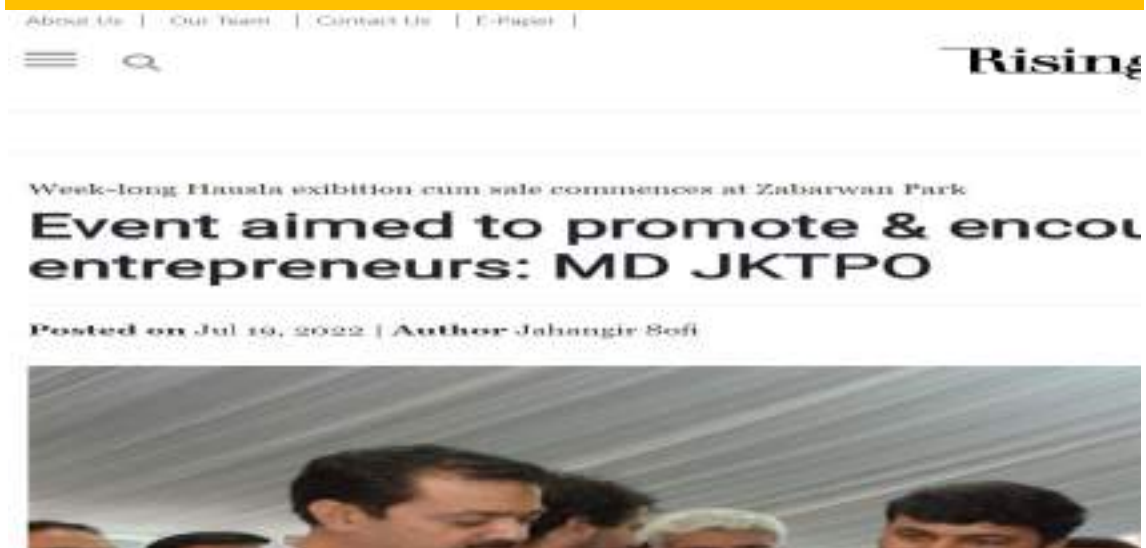 About Us | Our Team | Contact Us | E-Paper |
Rising
Week-long Hausla exibition cum sale commences at Zabarwan Park
Event aimed to promote & encou
entrepreneurs: MD JKTPO
Posted on Jul 19, 2022 | Author Jahangir Sofi